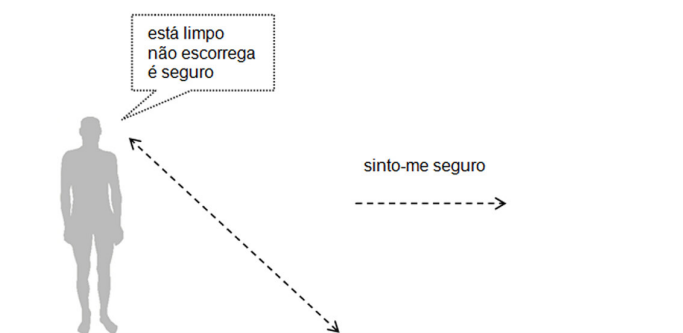 está limpo
não escorrega
é seguro
sinto-me seguro